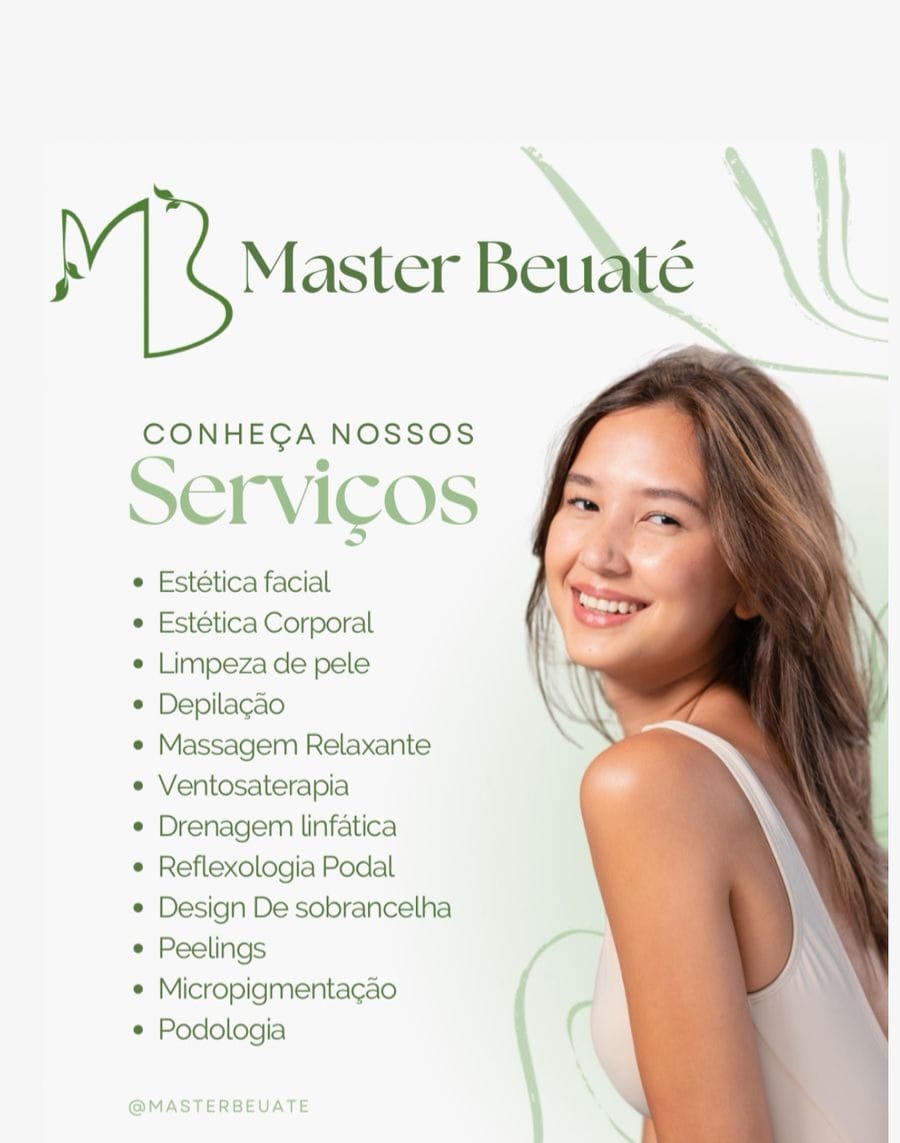 MB Master Beuaté
CONHEÇA NOSSOS
Serviços
• Estética facial
• Estética Corporal
• Limpeza de pele
• Depilação
• Massagem Relaxante
• Ventosaterapia
• Drenagem linfática
• Reflexologia Podal
• Design De sobrancelha
• Peelings
• Micropigmentação
• Podologia
@MASTERBEUATE